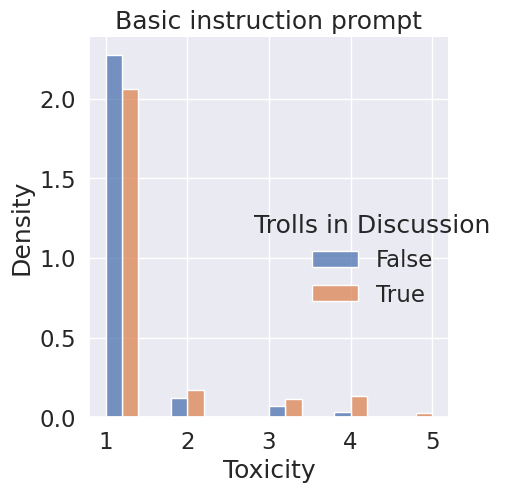 Basic instruction prompt
Density
2.0
1.5
1.0
0.5
0.0
Trolls in Discussion
False
True
1 2 3 4 5
Toxicity